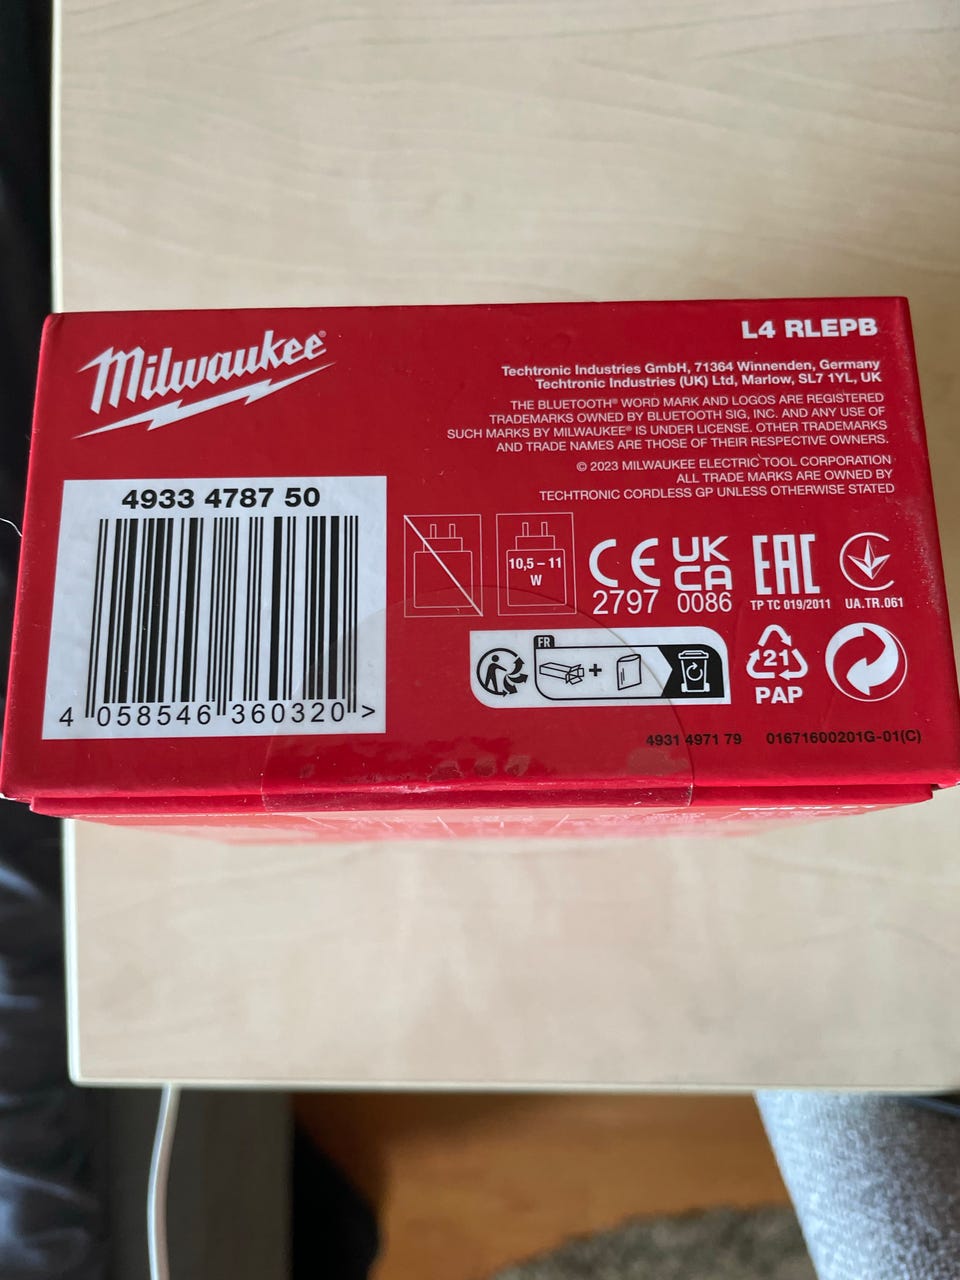 Milwaukee®
L4 RLEPB
Techtronic Industries GmbH, 71364 Winnenden, Germany
Techtronic Industries (UK) Ltd, Marlow, SL7 1YL, UK
THE BLUETOOTH® WORD MARK AND LOGOS ARE REGISTERED
TRADEMARKS OWNED BY BLUETOOTH SIG, INC. AND ANY USE OF
SUCH MARKS BY MILWAUKEE® IS UNDER LICENSE. OTHER TRADEMARKS
AND TRADE NAMES ARE THOSE OF THEIR RESPECTIVE OWNERS.
© 2023 MILWAUKEE ELECTRIC TOOL CORPORATION
ALL TRADE MARKS ARE OWNED BY
TECHTRONIC CORDLESS GP UNLESS OTHERWISE STATED
4933 4787 50
4 058546 360320 >
10,5 – 11
W
CE
2797
UK
CA
0086
EAC
TP TC 019/2011
UA.TR.061
FR
+
21
PAP
4931 4971 79
01671600201G-01(C)